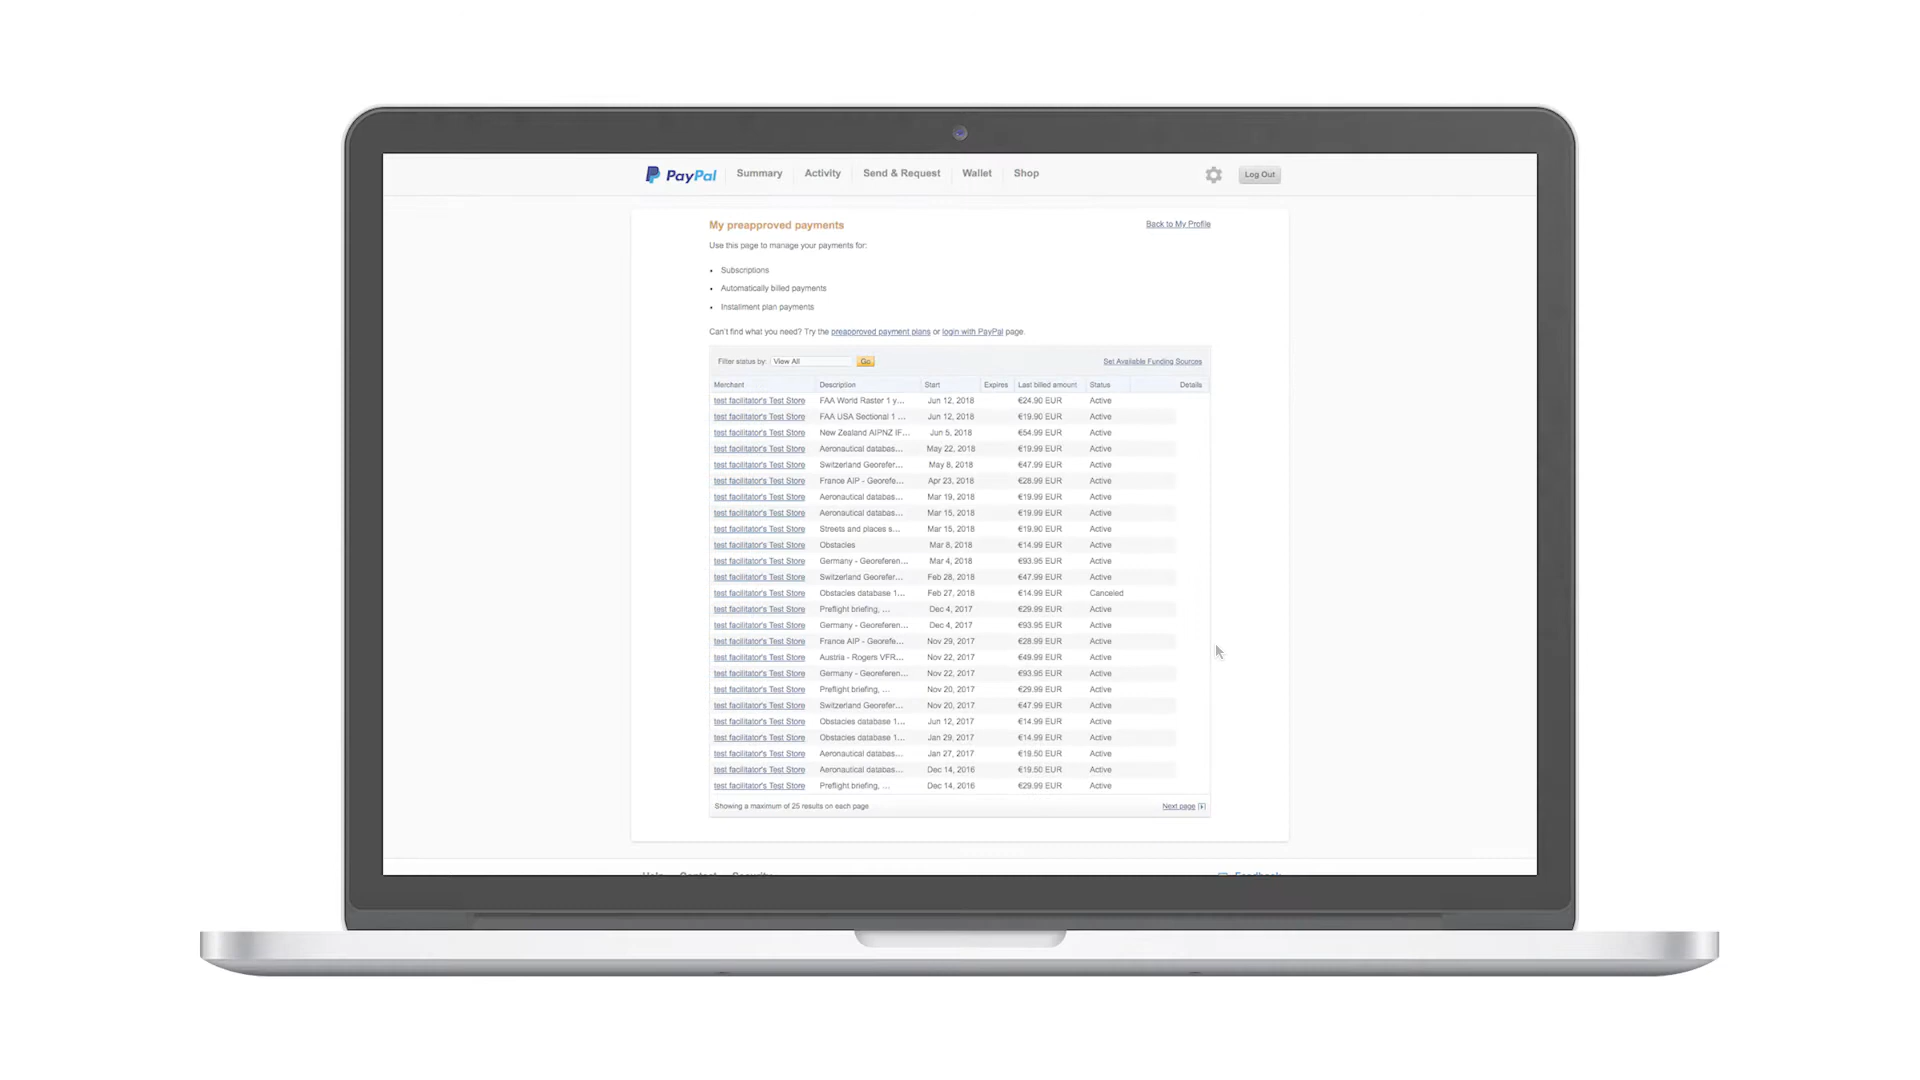 PayPal Summary Activity Send & Request Wallet Shop Log Out
My preapproved payments Back to My Profile
Use this page to manage your payments for:
• Subscriptions
• Automatically billed payments
• Installment plan payments
Can't find what you need? Try the preapproved payment plans or login with PayPal page.
Filter status by: View All Go Set Available Funding Sources
Merchant Description Start Expires Last billed amount Status Details
test facilitator's Test Store FAA World Raster 1 y... Jun 12, 2018 €24.90 EUR Active
test facilitator's Test Store FAA USA Sectional 1 ... Jun 12, 2018 €19.90 EUR Active
test facilitator's Test Store New Zealand AIPNZ IF... Jun 5, 2018 €54.99 EUR Active
test facilitator's Test Store Aeronautical databas... May 22, 2018 €19.99 EUR Active
test facilitator's Test Store Switzerland Georefer... May 8, 2018 €47.99 EUR Active
test facilitator's Test Store France AIP - Georefe... Apr 23, 2018 €28.99 EUR Active
test facilitator's Test Store Aeronautical databas... Mar 19, 2018 €19.99 EUR Active
test facilitator's Test Store Aeronautical databas... Mar 15, 2018 €19.99 EUR Active
test facilitator's Test Store Streets and places s... Mar 15, 2018 €19.90 EUR Active
test facilitator's Test Store Obstacles Mar 8, 2018 €14.99 EUR Active
test facilitator's Test Store Germany - Georeferen... Mar 4, 2018 €93.95 EUR Active
test facilitator's Test Store Switzerland Georefer... Feb 28, 2018 €47.99 EUR Active
test facilitator's Test Store Obstacles database 1... Feb 27, 2018 €14.99 EUR Canceled
test facilitator's Test Store Preflight briefing, ... Dec 4, 2017 €29.99 EUR Active
test facilitator's Test Store Germany - Georeferen... Dec 4, 2017 €93.95 EUR Active
test facilitator's Test Store France AIP - Georefe... Nov 29, 2017 €28.99 EUR Active
test facilitator's Test Store Austria - Rogers VFR... Nov 22, 2017 €49.99 EUR Active
test facilitator's Test Store Germany - Georeferen... Nov 22, 2017 €93.95 EUR Active
test facilitator's Test Store Preflight briefing, ... Nov 20, 2017 €29.99 EUR Active
test facilitator's Test Store Switzerland Georefer... Nov 20, 2017 €47.99 EUR Active
test facilitator's Test Store Obstacles database 1... Jun 12, 2017 €14.99 EUR Active
test facilitator's Test Store Obstacles database 1... Jan 29, 2017 €14.99 EUR Active
test facilitator's Test Store Aeronautical databas... Jan 27, 2017 €19.50 EUR Active
test facilitator's Test Store Aeronautical databas... Dec 14, 2016 €19.50 EUR Active
test facilitator's Test Store Preflight briefing, ... Dec 14, 2016 €29.99 EUR Active
Showing a maximum of 25 results on each page Next page
Help Contact Security Feedback